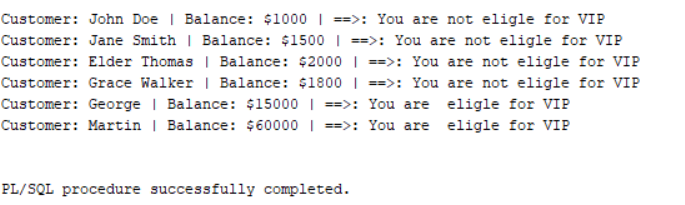 Customer: John Doe | Balance: $1000 | ==>: You are not eligle for VIP
Customer: Jane Smith | Balance: $1500 | ==>: You are not eligle for VIP
Customer: Elder Thomas | Balance: $2000 | ==>: You are not eligle for VIP
Customer: Grace Walker | Balance: $1800 | ==>: You are not eligle for VIP
Customer: George | Balance: $15000 | ==>: You are  eligle for VIP
Customer: Martin | Balance: $60000 | ==>: You are  eligle for VIP
PL/SQL procedure successfully completed.